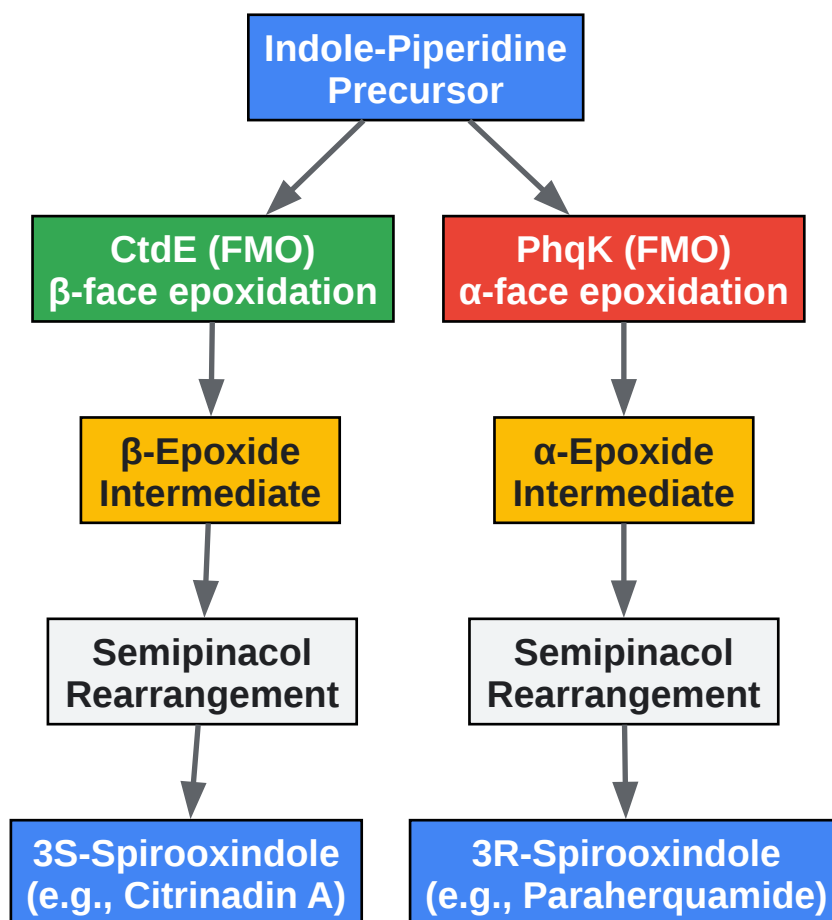 Indole-Piperidine
Precursor
CtdE (FMO)
β-face epoxidation
PhqK (FMO)
α-face epoxidation
β-Epoxide
Intermediate
α-Epoxide
Intermediate
Semipinacol
Rearrangement
Semipinacol
Rearrangement
3S-Spirooxindole
(e.g., Citrinadin A)
3R-Spirooxindole
(e.g., Paraherquamide)